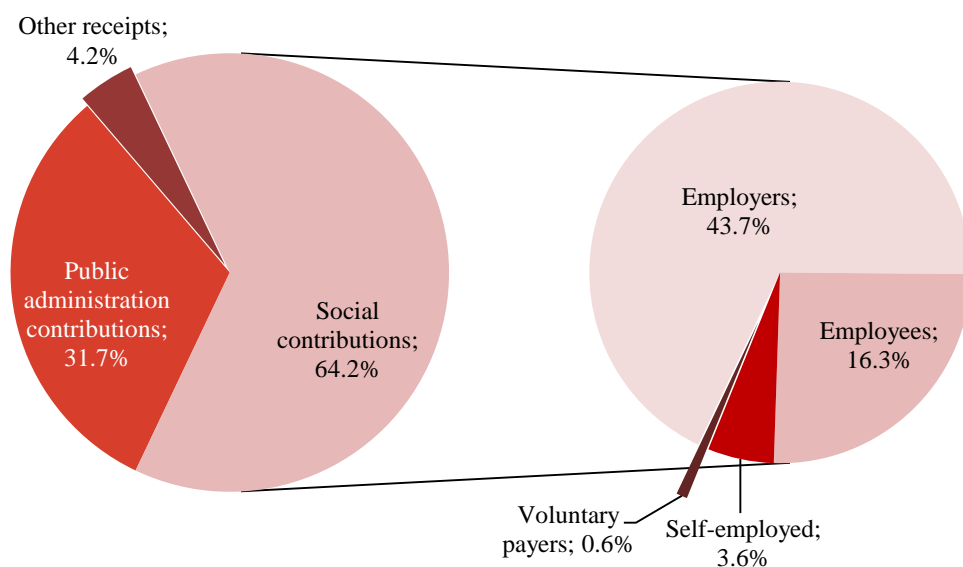 Other receipts;
4.2%
Public
administration
contributions;
31.7%
Social
contributions;
64.2%
Employers;
43.7%
Employees;
16.3%
Voluntary
payers; 0.6%
Self-employed;
3.6%